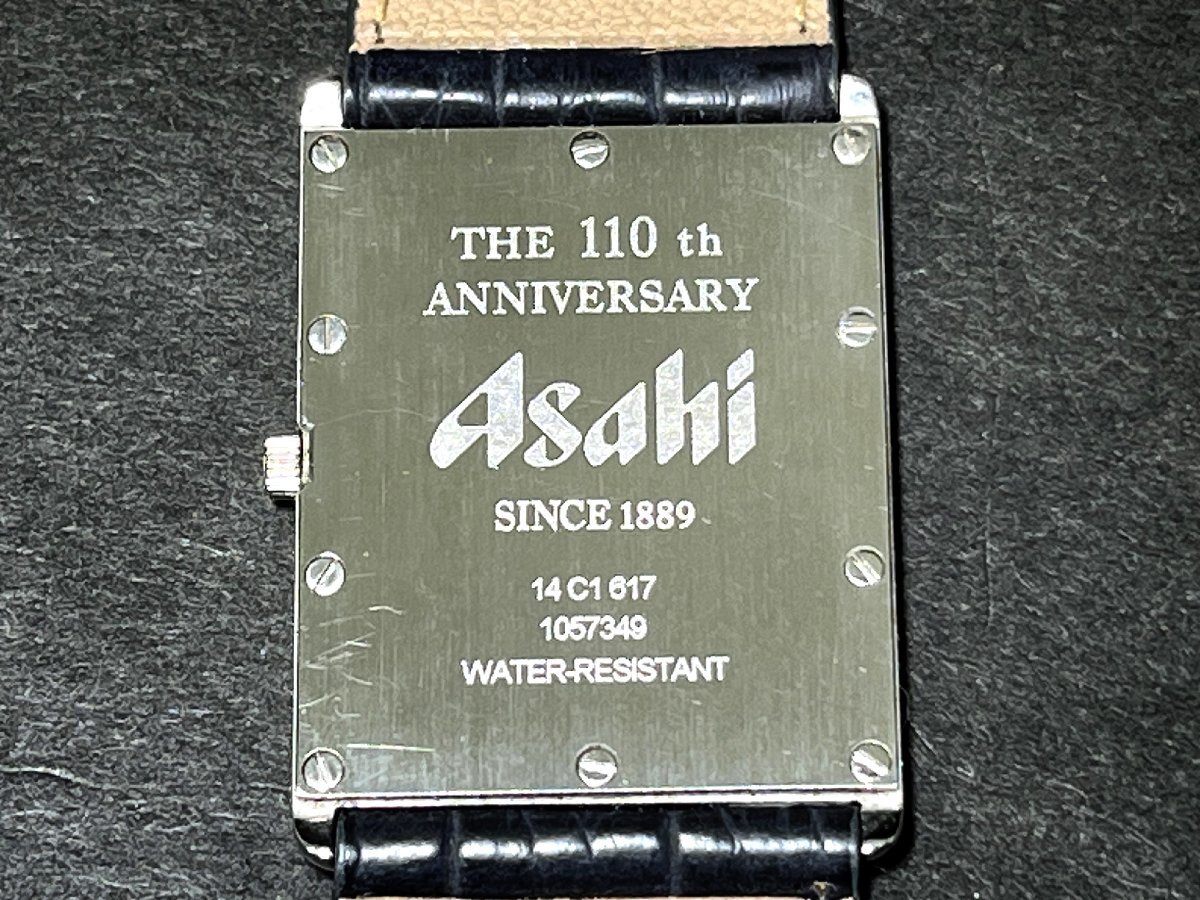 THE 110 th
ANNIVERSARY
Asahi
SINCE 1889
14 C1 617
1057349
WATER-RESISTANT